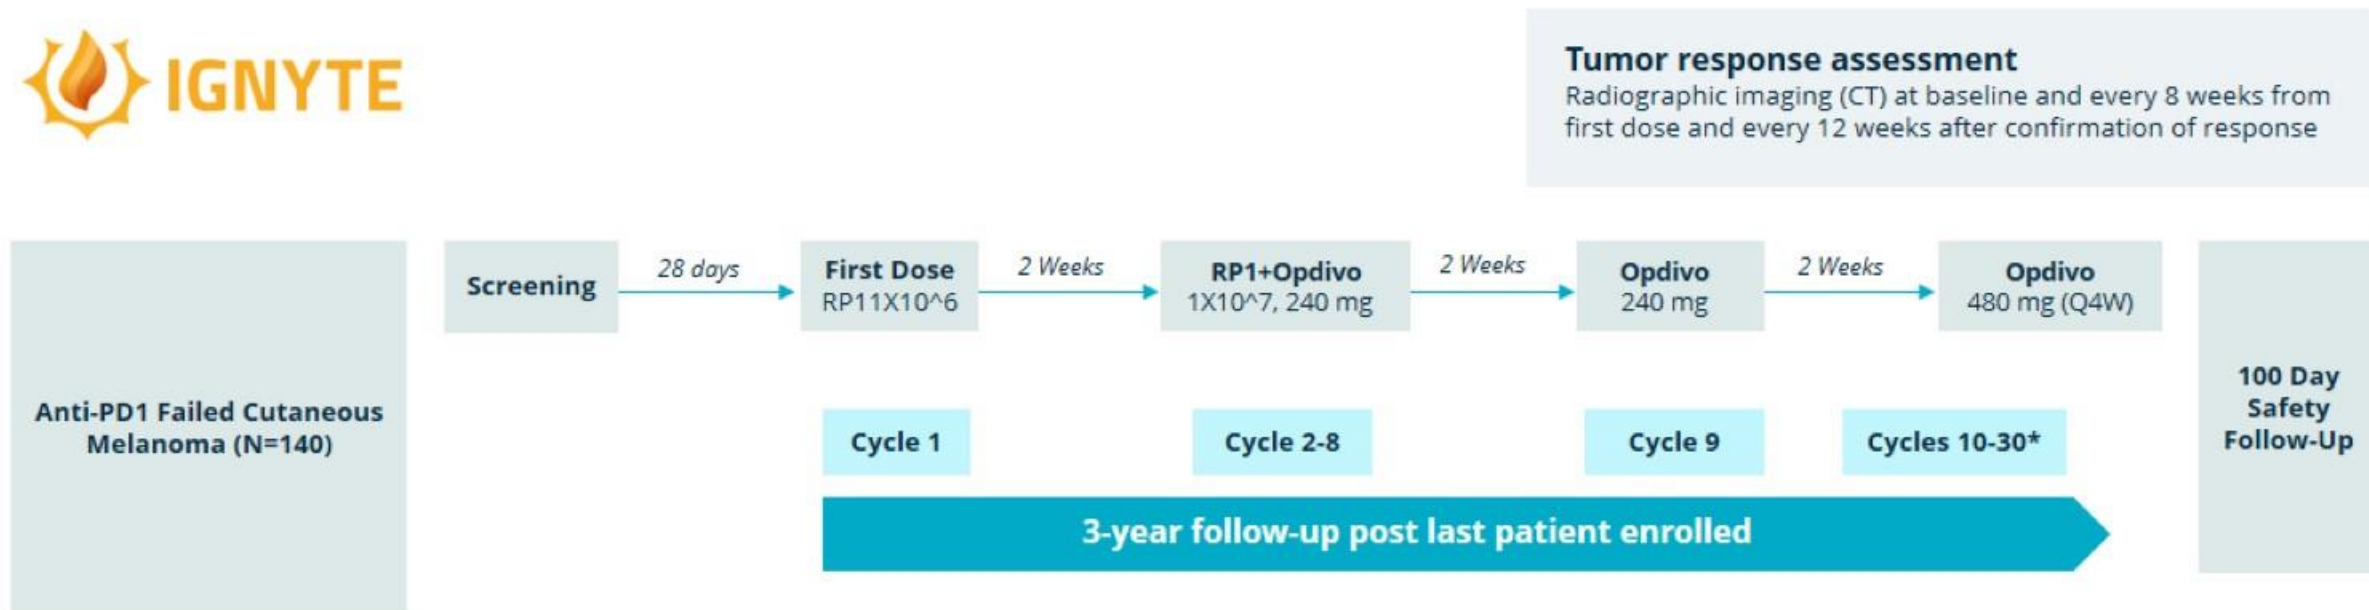 IGNYTE
Tumor response assessment
Radiographic imaging (CT) at baseline and every 8 weeks from
first dose and every 12 weeks after confirmation of response
Anti-PD1 Failed Cutaneous
Melanoma (N=140)
Screening
28 days
First Dose
RP11X10^6
2 Weeks
RP1+Opdivo
1X10^7, 240 mg
2 Weeks
Opdivo
240 mg
2 Weeks
Opdivo
480 mg (Q4W)
Cycle 1
Cycle 2-8
Cycle 9
Cycles 10-30*
3-year follow-up post last patient enrolled
100 Day
Safety
Follow-Up